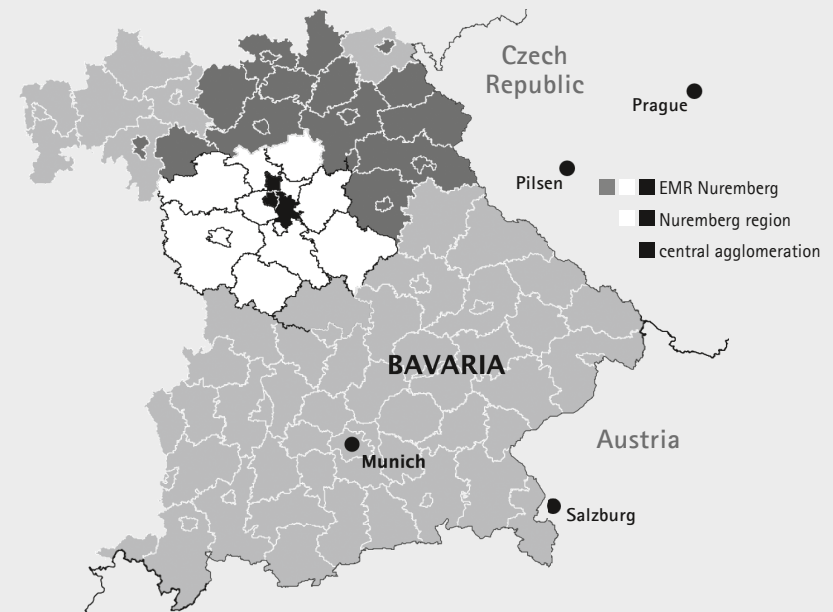 Czech
Republic
Prague
Pilsen
EMR Nuremberg
Nuremberg region
central agglomeration
BAVARIA
Austria
Munich
Salzburg